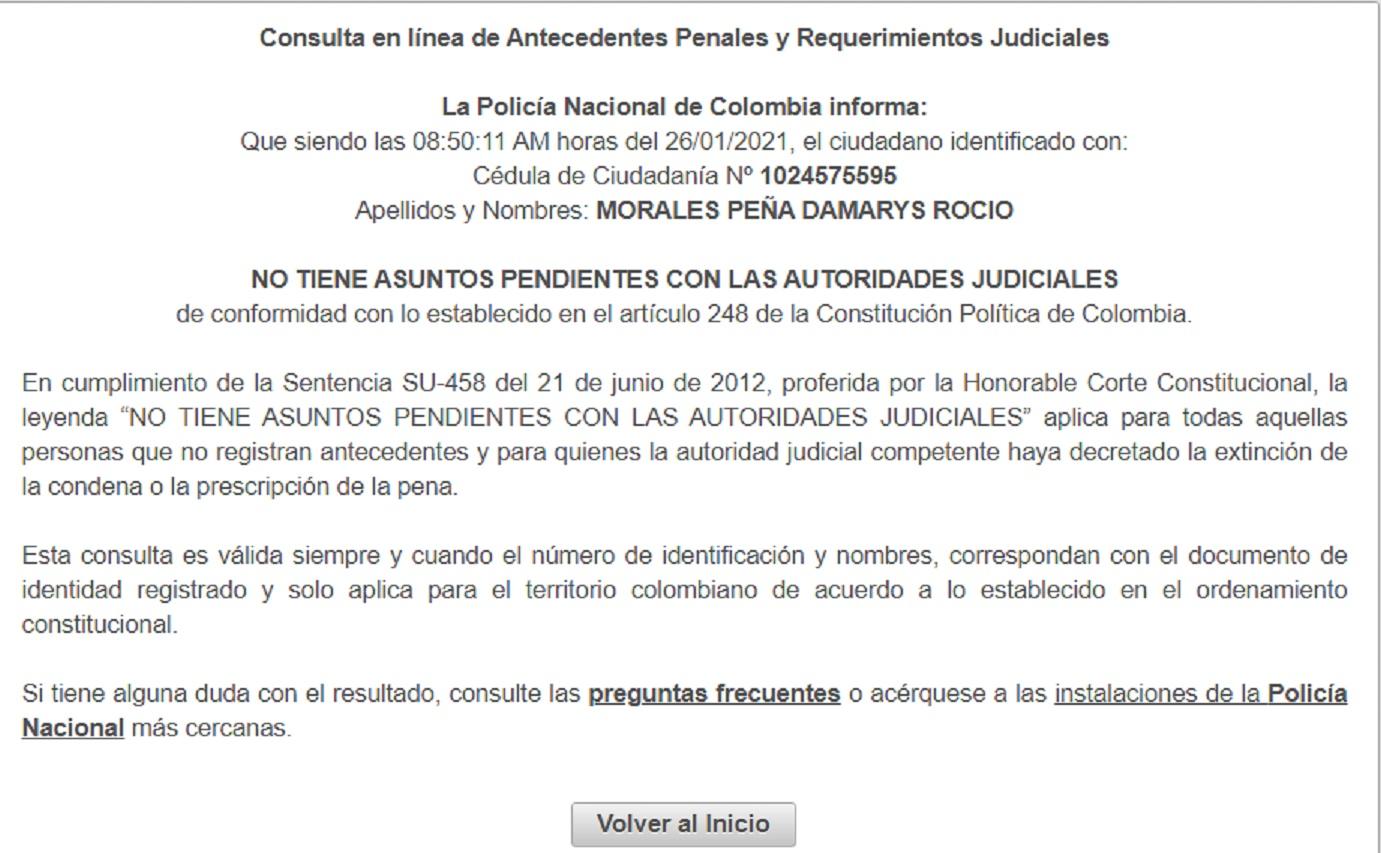 Consulta en línea de Antecedentes Penales y Requerimientos Judiciales
La Policía Nacional de Colombia informa:
Que siendo las 08:50:11 AM horas del 26/01/2021, el ciudadano identificado con:
Cédula de Ciudadanía Nº 1024575595
Apellidos y Nombres: MORALES PEÑA DAMARYS ROCIO
NO TIENE ASUNTOS PENDIENTES CON LAS AUTORIDADES JUDICIALES
de conformidad con lo establecido en el artículo 248 de la Constitución Política de Colombia.
En cumplimiento de la Sentencia SU-458 del 21 de junio de 2012, proferida por la Honorable Corte Constitucional, la
leyenda “NO TIENE ASUNTOS PENDIENTES CON LAS AUTORIDADES JUDICIALES” aplica para todas aquellas
personas que no registran antecedentes y para quienes la autoridad judicial competente haya decretado la extinción de
la condena o la prescripción de la pena.
Esta consulta es válida siempre y cuando el número de identificación y nombres, correspondan con el documento de
identidad registrado y solo aplica para el territorio colombiano de acuerdo a lo establecido en el ordenamiento
constitucional.
Si tiene alguna duda con el resultado, consulte las preguntas frecuentes o acérquese a las instalaciones de la Policía
Nacional más cercanas.
Volver al Inicio